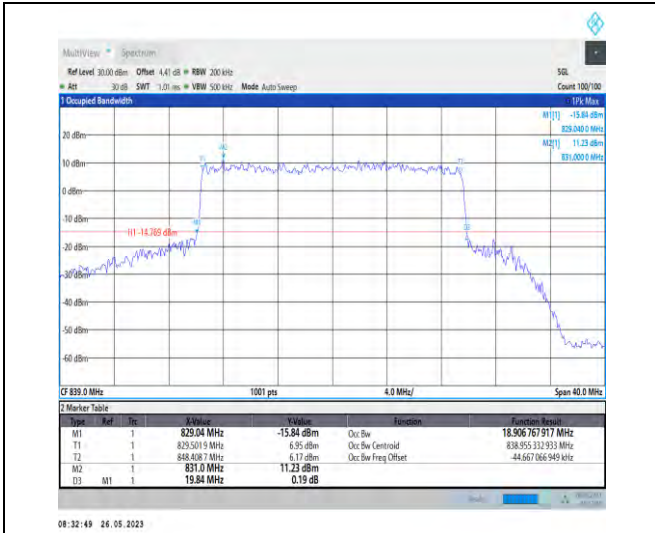 MultiView Spectrum
Ref Level 30.00 dBm Offset 4.41 dB RBW 200 kHz SGL
Att 30 dB SWT 1.01 ms VBW 500 kHz Mode Auto Sweep Count 100/100
1 Occupied Bandwidth 1Pk Max
M1[1] -15.84 dBm
829.040 0 MHz
M2[1] 11.23 dBm
831.000 0 MHz
20 dBm
M2
T1 T2
10 dBm
0 dBm
-10 dBm
M1 D3
H1 -14.769 dBm
-20 dBm
-30 dBm
-40 dBm
-50 dBm
-60 dBm
CF 839.0 MHz 1001 pts 4.0 MHz/ Span 40.0 MHz
2 Marker Table
Type Ref Trc X-Value Y-Value Function Function Result
M1 1 829.04 MHz -15.84 dBm Occ Bw 18.906 767 917 MHz
T1 1 829.501 9 MHz 6.95 dBm Occ Bw Centroid 838.955 332 933 MHz
T2 1 848.408 7 MHz 6.17 dBm Occ Bw Freq Offset -44.667 066 949 kHz
M2 1 831.0 MHz 11.23 dBm
D3 M1 1 19.84 MHz 0.19 dB
08:32:49 26.05.2023